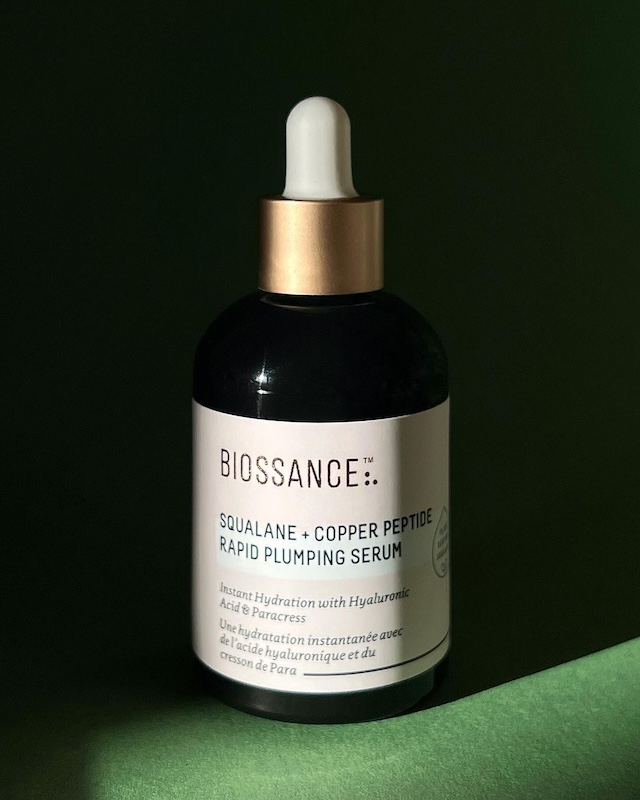 BIOSSANCE™
SQUALANE + COPPER PEPTIDE
RAPID PLUMPING SERUM
Instant Hydration with Hyaluronic
Acid & Paracress
Une hydratation instantanée avec
de l'acide hyaluronique et du
cresson de Para